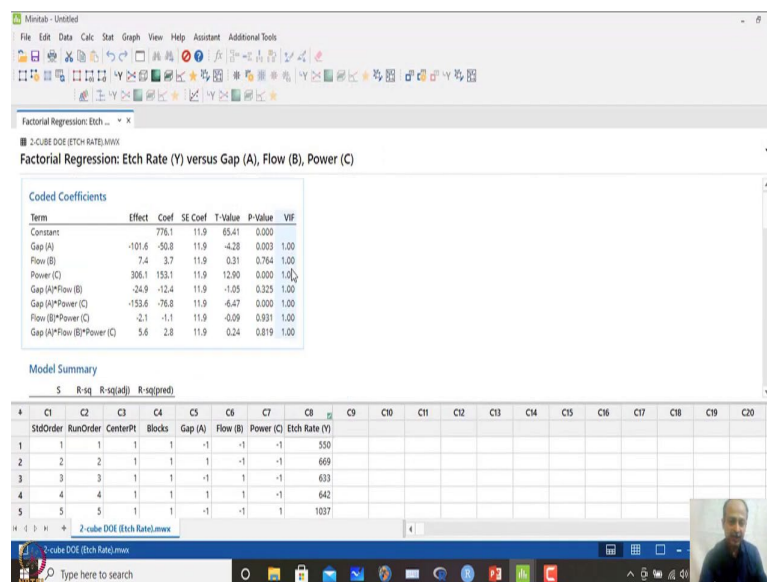 Minitab - Untitled
File Edit Data Calc Stat Graph View Help Assistant Additional Tools
Factorial Regression: Etch ...
2-CUBE DOE (ETCH RATE).MWX
Factorial Regression: Etch Rate (Y) versus Gap (A), Flow (B), Power (C)
Coded Coefficients
Term Effect Coef SE Coef T-Value P-Value VIF
Constant 776.1 11.9 65.41 0.000
Gap (A) -101.6 -50.8 11.9 -4.28 0.003 1.00
Flow (B) 7.4 3.7 11.9 0.31 0.764 1.00
Power (C) 306.1 153.1 11.9 12.90 0.000 1.0
Gap (A)*Flow (B) -24.9 -12.4 11.9 -1.05 0.325 1.00
Gap (A)*Power (C) -153.6 -76.8 11.9 -6.47 0.000 1.00
Flow (B)*Power (C) -2.1 -1.1 11.9 -0.09 0.931 1.00
Gap (A)*Flow (B)*Power (C) 5.6 2.8 11.9 0.24 0.819 1.00
Model Summary
S R-sq R-sq(adj) R-sq(pred)
C1 C2 C3 C4 C5 C6 C7 C8 C9 C10 C11 C12 C13 C14 C15 C16 C17 C18 C19 C20
StdOrder RunOrder CenterPt Blocks Gap (A) Flow (B) Power (C) Etch Rate (Y)
1 1 1 1 1 -1 -1 -1 550
2 2 2 1 1 1 -1 -1 669
3 3 3 1 1 -1 1 -1 633
4 4 4 1 1 1 1 -1 642
5 5 5 1 1 -1 -1 1 1037
2-cube DOE (Etch Rate).mwx
2-cube DOE (Etch Rate).mwx
Type here to search